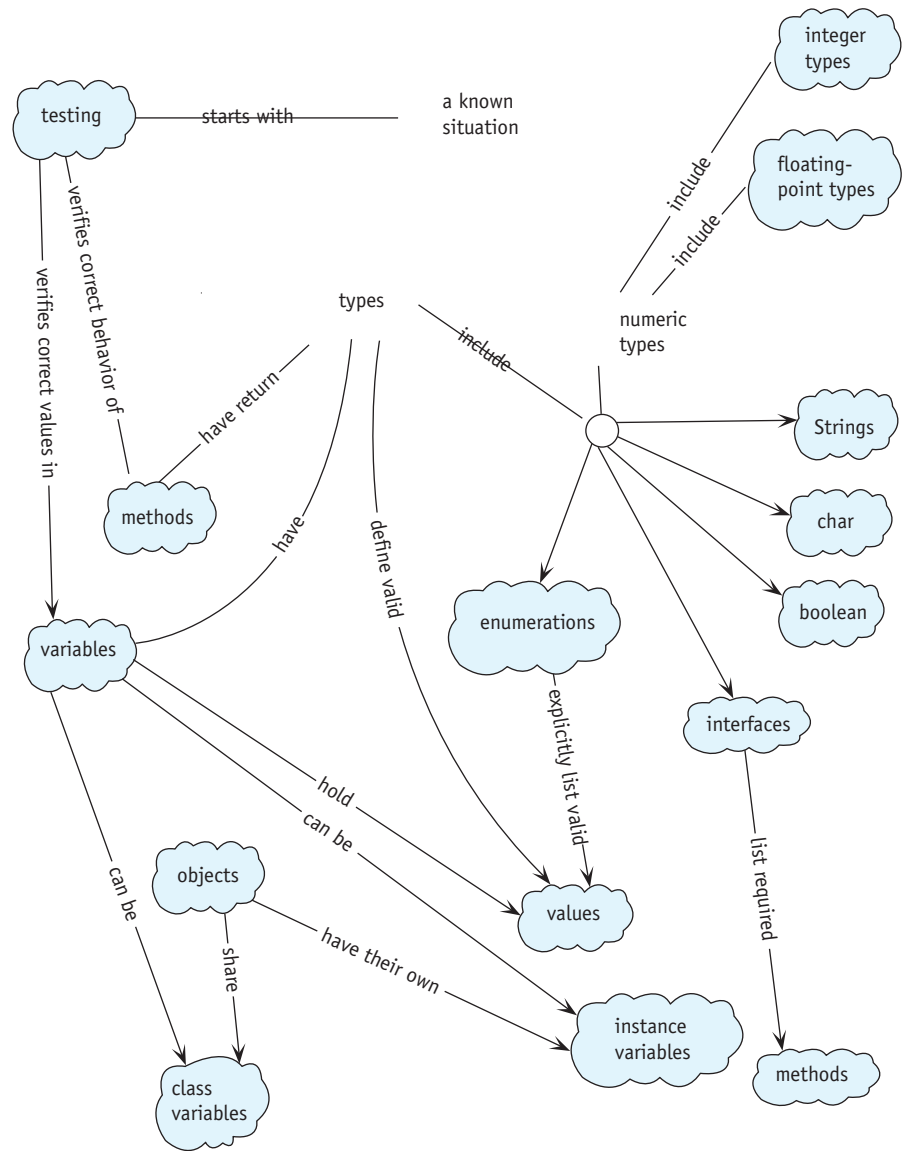 integer
types
testing
starts with
a known
situation
floating-
point types
include
include
verifies correct behavior of
verifies correct values in
types
numeric
types
include
have return
Strings
methods
char
have
define valid
enumerations
boolean
variables
interfaces
explicitly list valid
hold
can be
list required
can be
objects
values
have their own
share
instance
variables
methods
class
variables